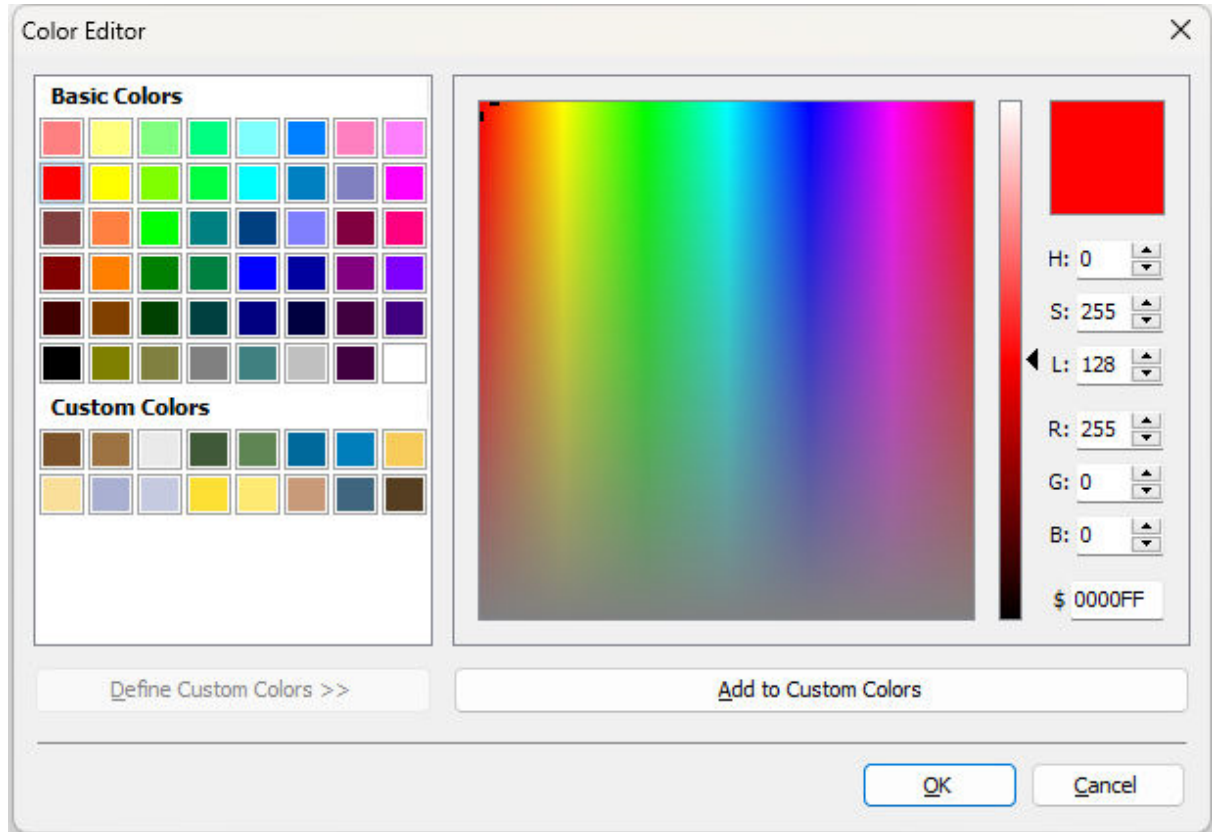 Color Editor
Basic Colors
Custom Colors
H: 0
S: 255
L: 128
R: 255
G: 0
B: 0
$ 0000FF
Define Custom Colors >>
Add to Custom Colors
OK
Cancel